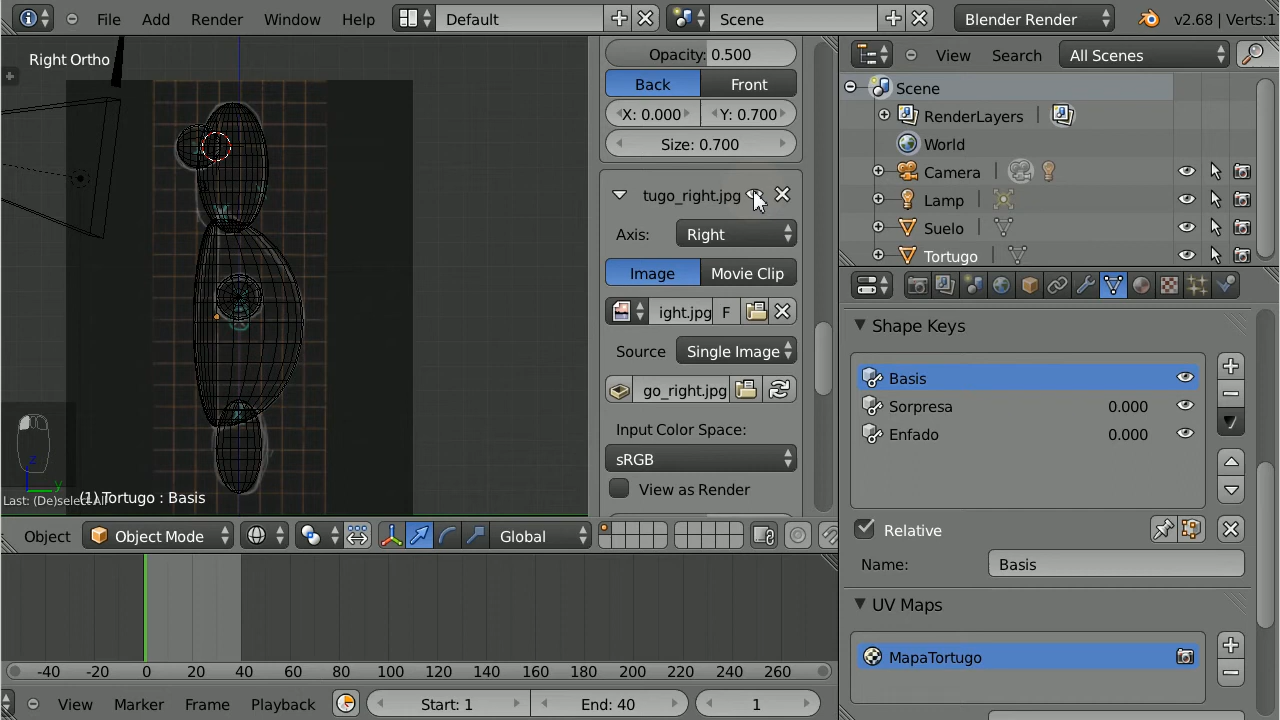 File Add Render Window Help Default Scene Blender Render v2.68 | Verts:1
Right Ortho
Opacity: 0.500
Back Front
X: 0.000 Y: 0.700
Size: 0.700
tugo_right.jpg
Axis: Right
Image Movie Clip
ight.jpg F
Source Single Image
go_right.jpg
Input Color Space:
sRGB
View as Render
z
y
Last: (De)select All
(1) Tortugo : Basis
Object Object Mode Global
-40 -20 0 20 40 60 80 100 120 140 160 180 200 220 240 260
View Marker Frame Playback Start: 1 End: 40 1
View Search All Scenes
Scene
RenderLayers
World
Camera
Lamp
Suelo
Tortugo
Shape Keys
Basis
Sorpresa 0.000
Enfado 0.000
Relative
Name: Basis
UV Maps
MapaTortugo